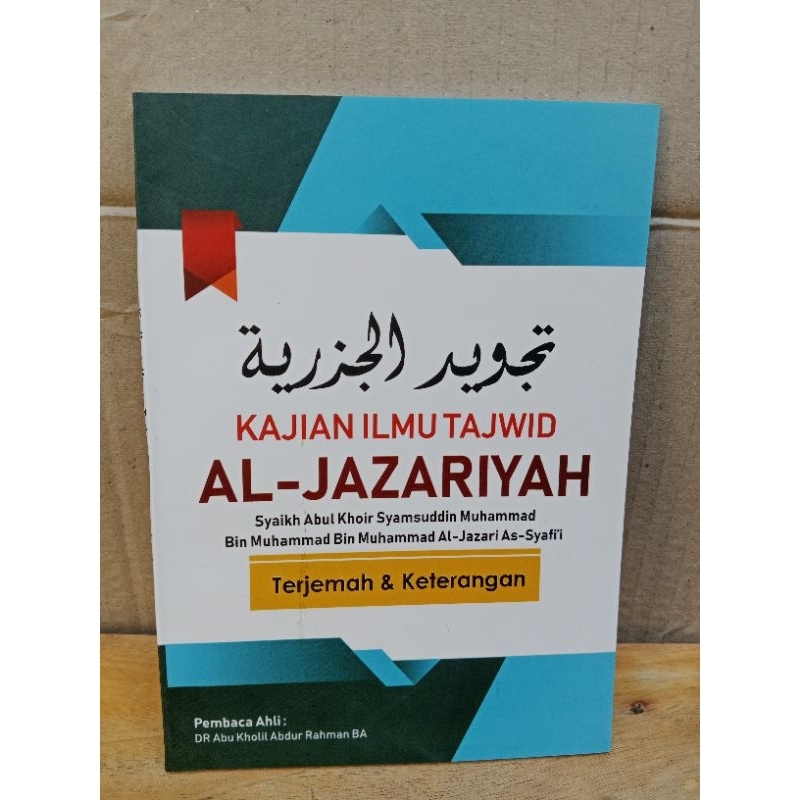 تجويد الجزرية
KAJIAN ILMU TAJWID
AL-JAZARIYAH
Syaikh Abul Khoir Syamsuddin Muhammad
Bin Muhammad Bin Muhammad Al-Jazari As-Syafi'i
Terjemah & Keterangan
Pembaca Ahli :
DR Abu Kholil Abdur Rahman BA